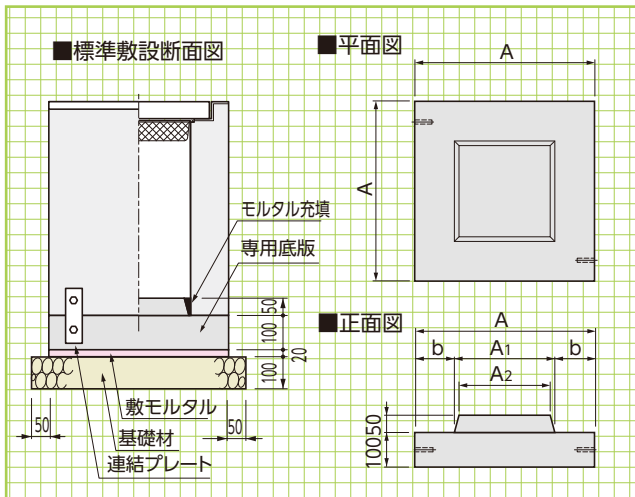 ■標準敷設断面図
モルタル充填
専用底版
50
100
20
100
50
50
敷モルタル
基礎材
連結プレート
■平面図
A
A
■正面図
A
b
A1
b
A2
50
100